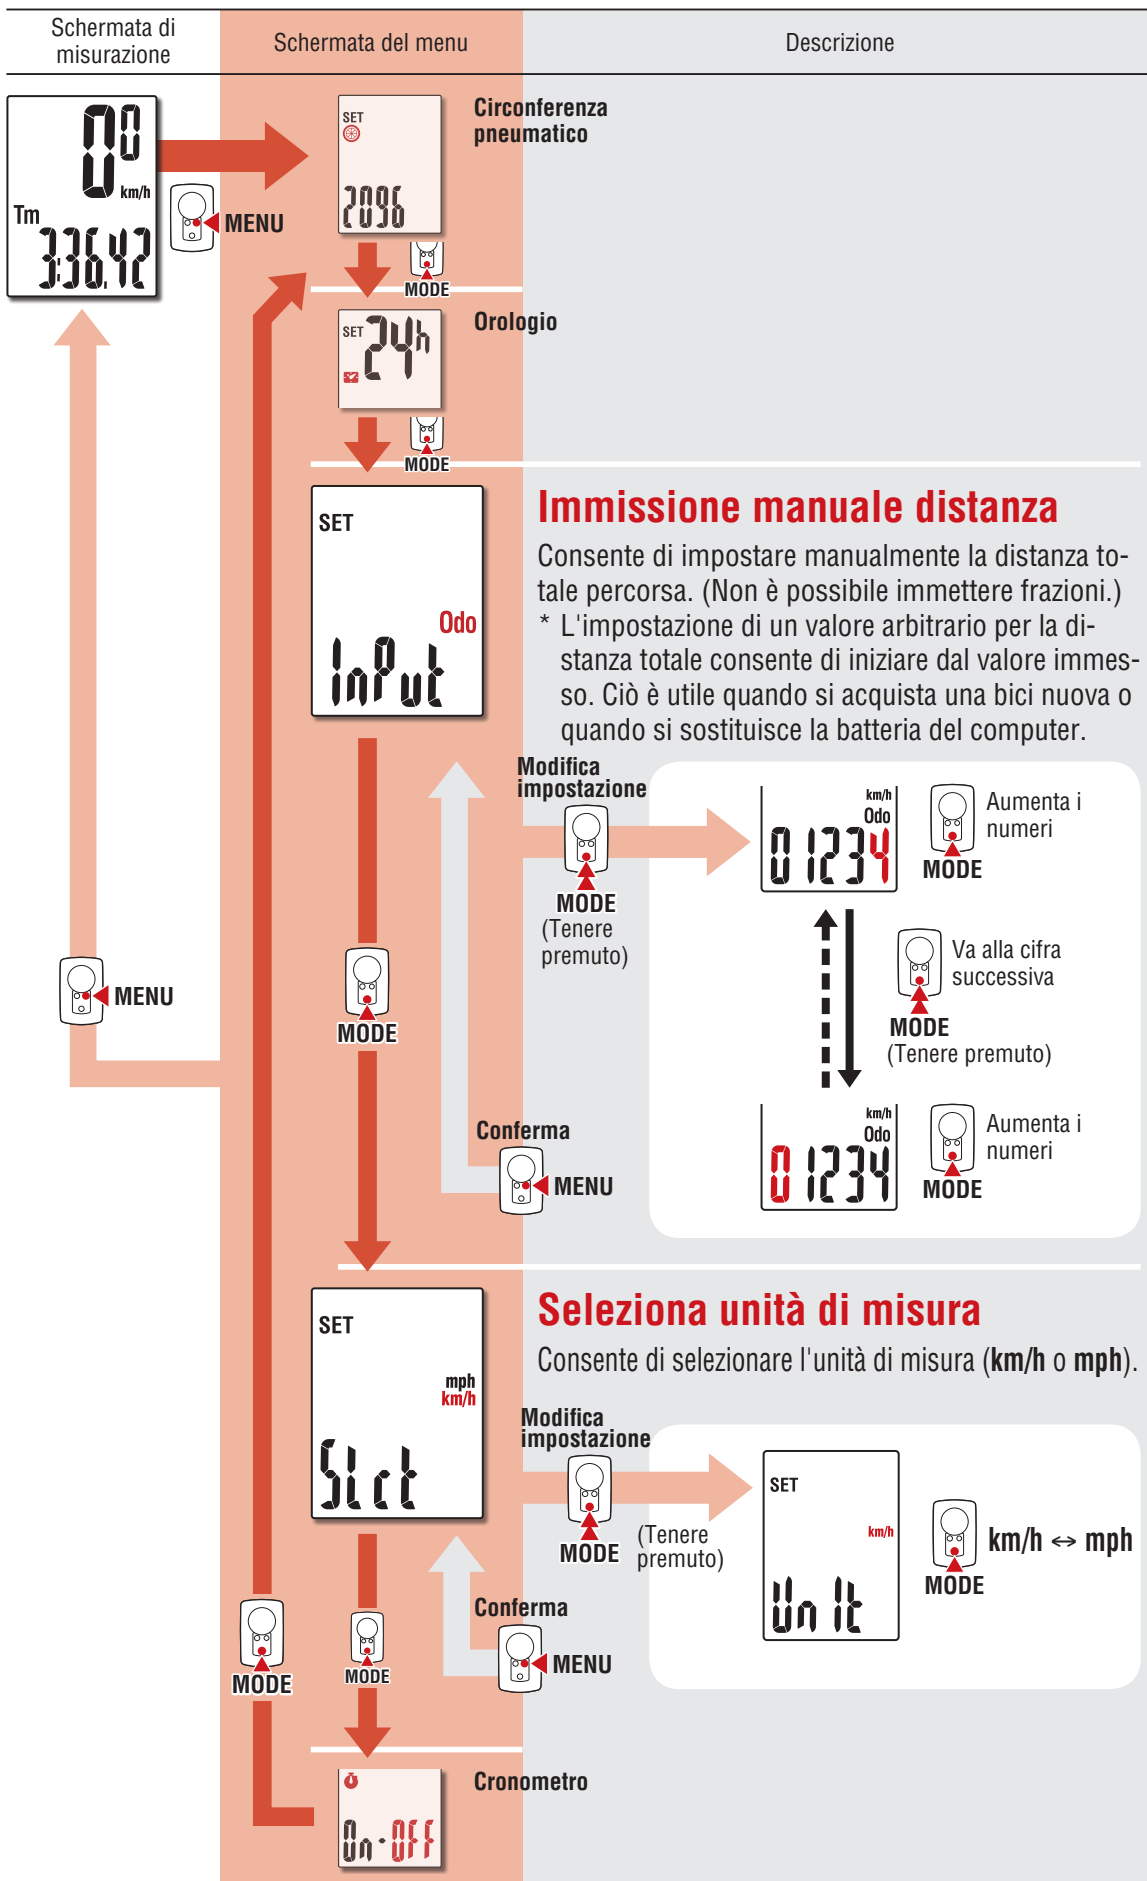 Schermata di
misurazione
Schermata del menu
Descrizione
0 0
km/h
Tm
3:36.42
MENU
SET
2096
Circonferenza
pneumatico
MODE
SET
24h
Orologio
MODE
SET
Odo
InPut
Immissione manuale distanza
Consente di impostare manualmente la distanza to-
tale percorsa. (Non è possibile immettere frazioni.)
* L'impostazione di un valore arbitrario per la di-
stanza totale consente di iniziare dal valore immes-
so. Ciò è utile quando si acquista una bici nuova o
quando si sostituisce la batteria del computer.
Modifica
impostazione
MODE
(Tenere
premuto)
km/h
Odo
01234
MODE
Aumenta i
numeri
Va alla cifra
successiva
MODE
(Tenere premuto)
km/h
Odo
01234
MODE
Aumenta i
numeri
MENU
MODE
Conferma
MENU
SET
mph
km/h
Slct
Seleziona unità di misura
Consente di selezionare l'unità di misura (km/h o mph).
Modifica
impostazione
MODE
(Tenere
premuto)
SET
km/h
Unit
km/h ↔ mph
MODE
Conferma
MENU
MODE
MODE
On-OFF
Cronometro